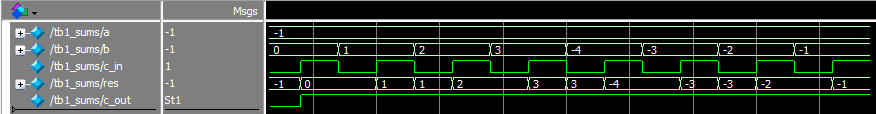 Msgs
/tb1_sums/a -1 -1
/tb1_sums/b -1 0 1 2 3 -4 -3 -2 -1
/tb1_sums/c_in 1
/tb1_sums/res -1 -1 0 1 1 2 3 3 -4 -3 -3 -2 -1
/tb1_sums/c_out St1